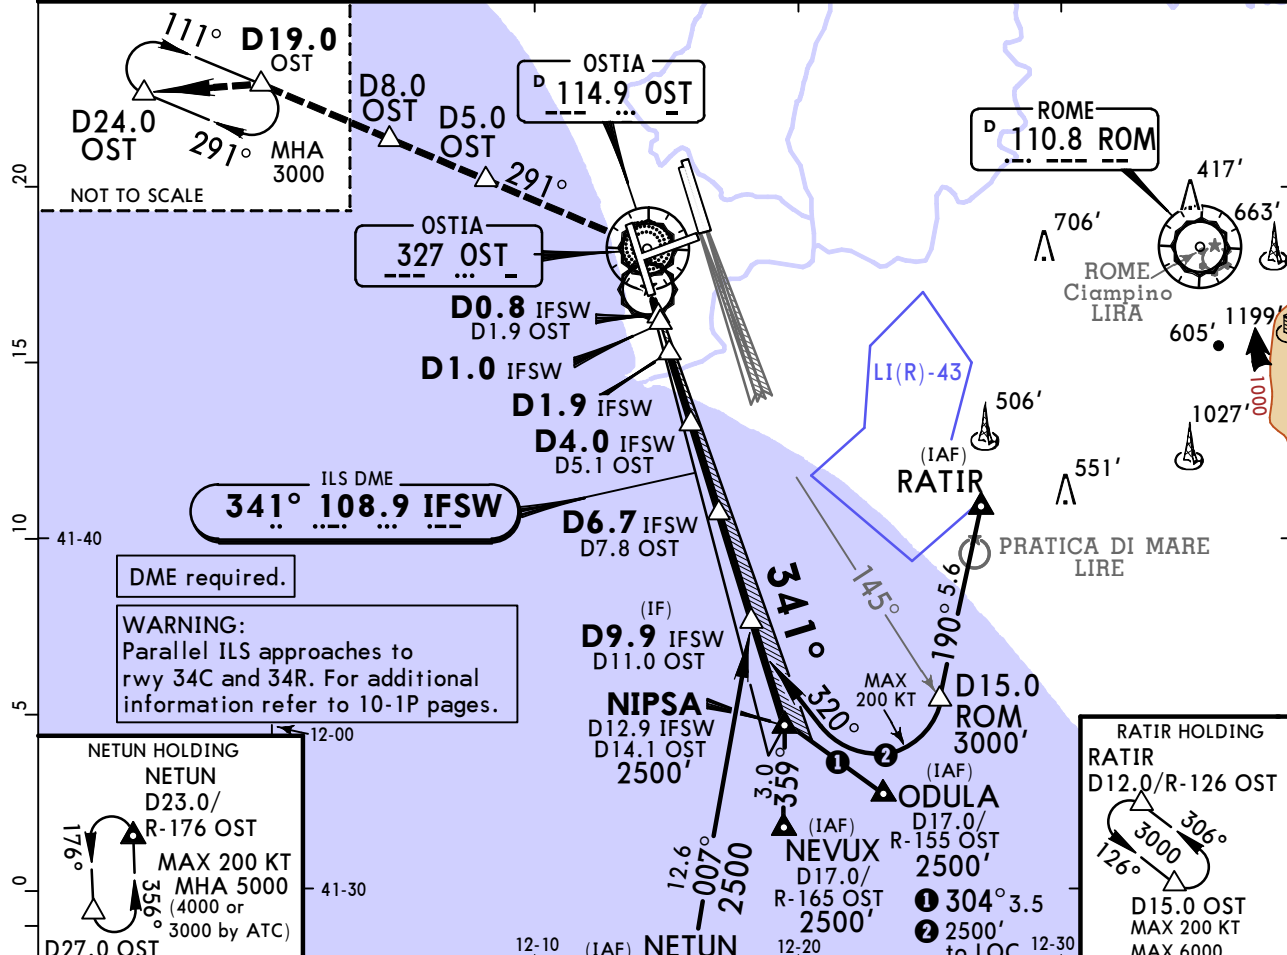 111°
D19.0
OST
D24.0
OST
291°
MHA
3000
NOT TO SCALE
D8.0
OST
D5.0
OST
291°
OSTIA
D 114.9 OST
ROME
D 110.8 ROM
OSTIA
327 OST
417'
706'
663'
ROME
Ciampino
LIRA
605'
1199'
1000
D0.8 IFSW
D1.9 OST
D1.0 IFSW
D1.9 IFSW
D4.0 IFSW
D5.1 OST
LI(R)-43
506'
1027'
551'
(IAF)
RATIR
ILS DME
341° 108.9 IFSW
D6.7 IFSW
D7.8 OST
20
15
10
5
0
41-40
PRATICA DI MARE
LIRE
DME required.
WARNING:
Parallel ILS approaches to
rwy 34C and 34R. For additional
information refer to 10-1P pages.
341°
145°
190° 5.6
(IF)
D9.9 IFSW
D11.0 OST
MAX
200 KT
320°
D15.0
ROM
3000'
NIPSA
D12.9 IFSW
D14.1 OST
2500'
12-00
3.0
359°
1
2
(IAF)
ODULA
D17.0/
R-155 OST
2500'
(IAF)
NEVUX
D17.0/
R-165 OST
2500'
12.6
007°
2500
1 304° 3.5
2 2500'
to LOC
NETUN HOLDING
NETUN
D23.0/
R-176 OST
176°
356°
MAX 200 KT
MHA 5000
(4000 or
3000 by ATC)
D27.0 OST
41-30
12-10
(IAF) NETUN
12-20
12-30
RATIR HOLDING
RATIR
D12.0/R-126 OST
306°
3000
126°
D15.0 OST
MAX 200 KT
MAX 6000